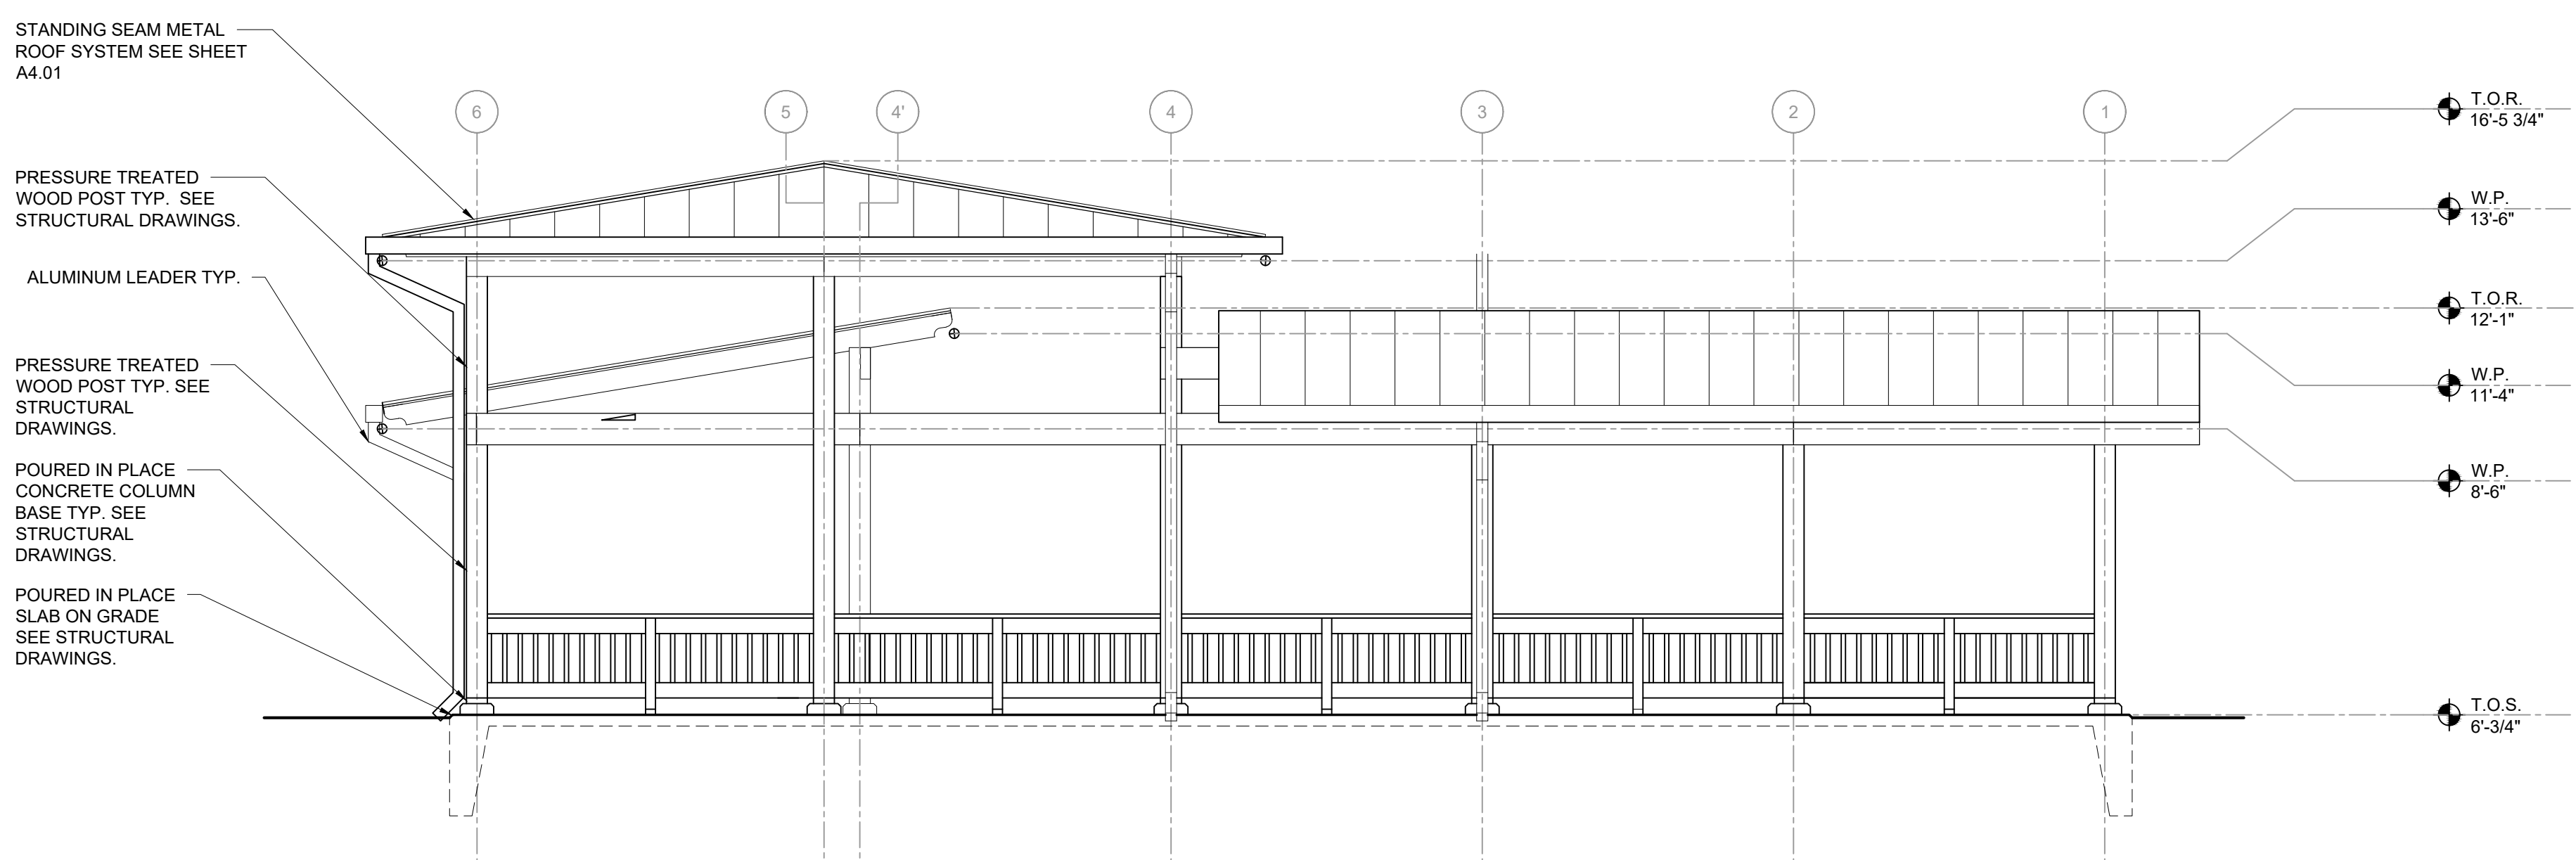 STANDING SEAM METAL
ROOF SYSTEM SEE SHEET
A4.01
PRESSURE TREATED
WOOD POST TYP. SEE
STRUCTURAL DRAWINGS.
ALUMINUM LEADER TYP.
PRESSURE TREATED
WOOD POST TYP. SEE
STRUCTURAL
DRAWINGS.
POURED IN PLACE
CONCRETE COLUMN
BASE TYP. SEE
STRUCTURAL
DRAWINGS.
POURED IN PLACE
SLAB ON GRADE
SEE STRUCTURAL
DRAWINGS.
6
5
4'
4
3
2
1
T.O.R.
16'-5 3/4"
W.P.
13'-6"
T.O.R.
12'-1"
W.P.
11'-4"
W.P.
8'-6"
T.O.S.
6'-3/4"